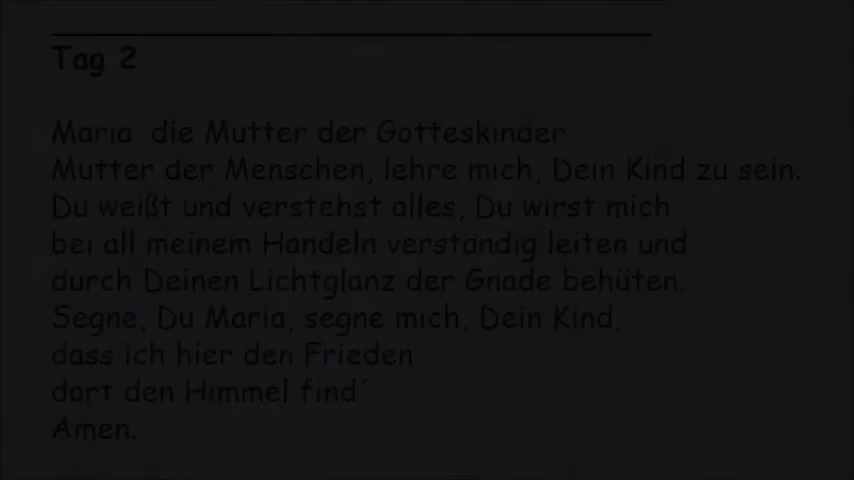 Tag 2
Maria, die Mutter der Gotteskinder
Mutter der Menschen, lehre mich, Dein Kind zu sein.
Du weißt und verstehst alles, Du wirst mich
bei all meinem Handeln verständig leiten und
durch Deinen Lichtglanz der Gnade behüten.
Segne, Du Maria, segne mich, Dein Kind,
dass ich hier den Frieden
dort den Himmel find´
Amen.